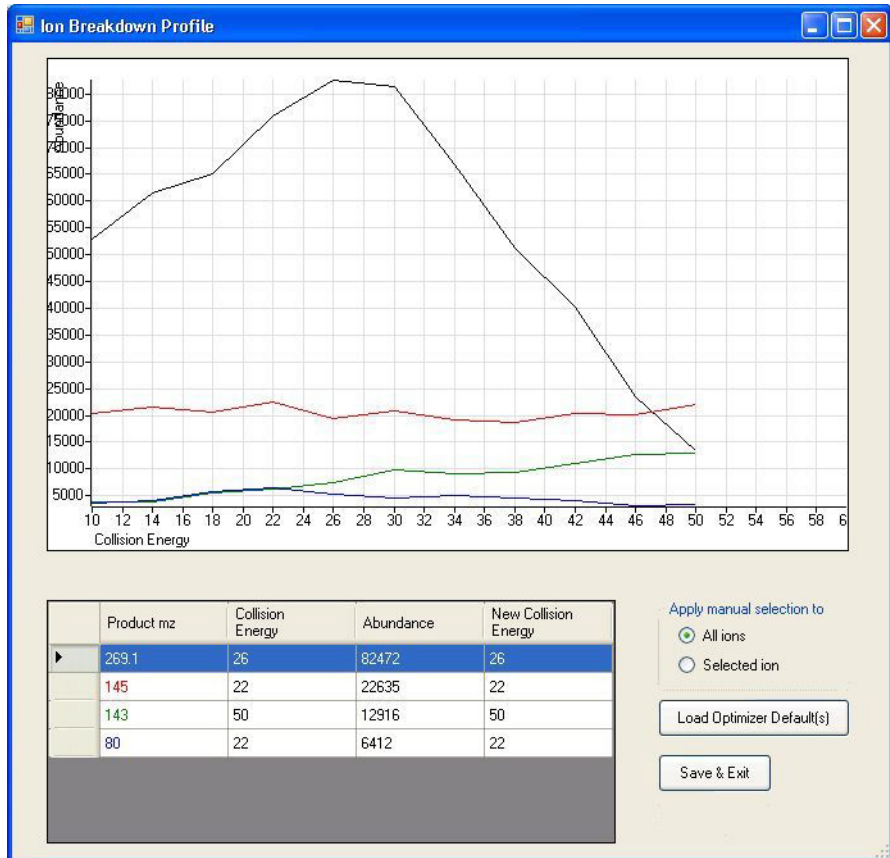 Ion Breakdown Profile
Abundance
80000
75000
70000
65000
60000
55000
50000
45000
40000
35000
30000
25000
20000
15000
10000
5000
10 12 14 16 18 20 22 24 26 28 30 32 34 36 38 40 42 44 46 48 50 52 54 56 58
Collision Energy
Product mz Collision Energy Abundance New Collision Energy
269.1 26 82472 26
145 22 22635 22
143 50 12916 50
80 22 6412 22
Apply manual selection to
All ions
Selected ion
Load Optimizer Default(s)
Save & Exit